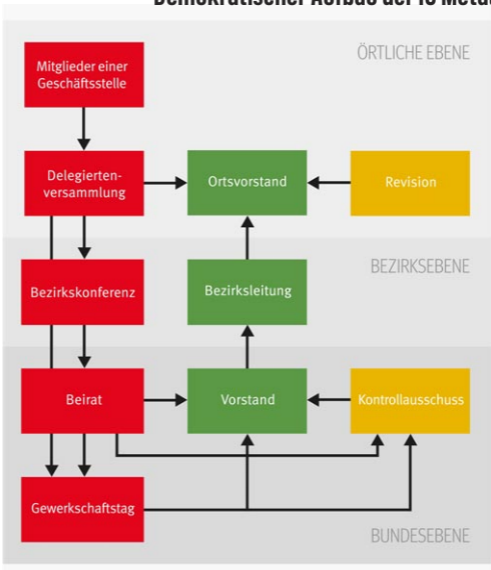 Demokratischer Aufbau der IG Metall
ÖRTLICHE EBENE
Mitglieder einer
Geschäftsstelle
Delegierten-
versammlung
Ortsvorstand
Revision
BEZIRKSEBENE
Bezirkskonferenz
Bezirksleitung
Beirat
Vorstand
Kontrollausschuss
Gewerkschaftstag
BUNDESEBENE